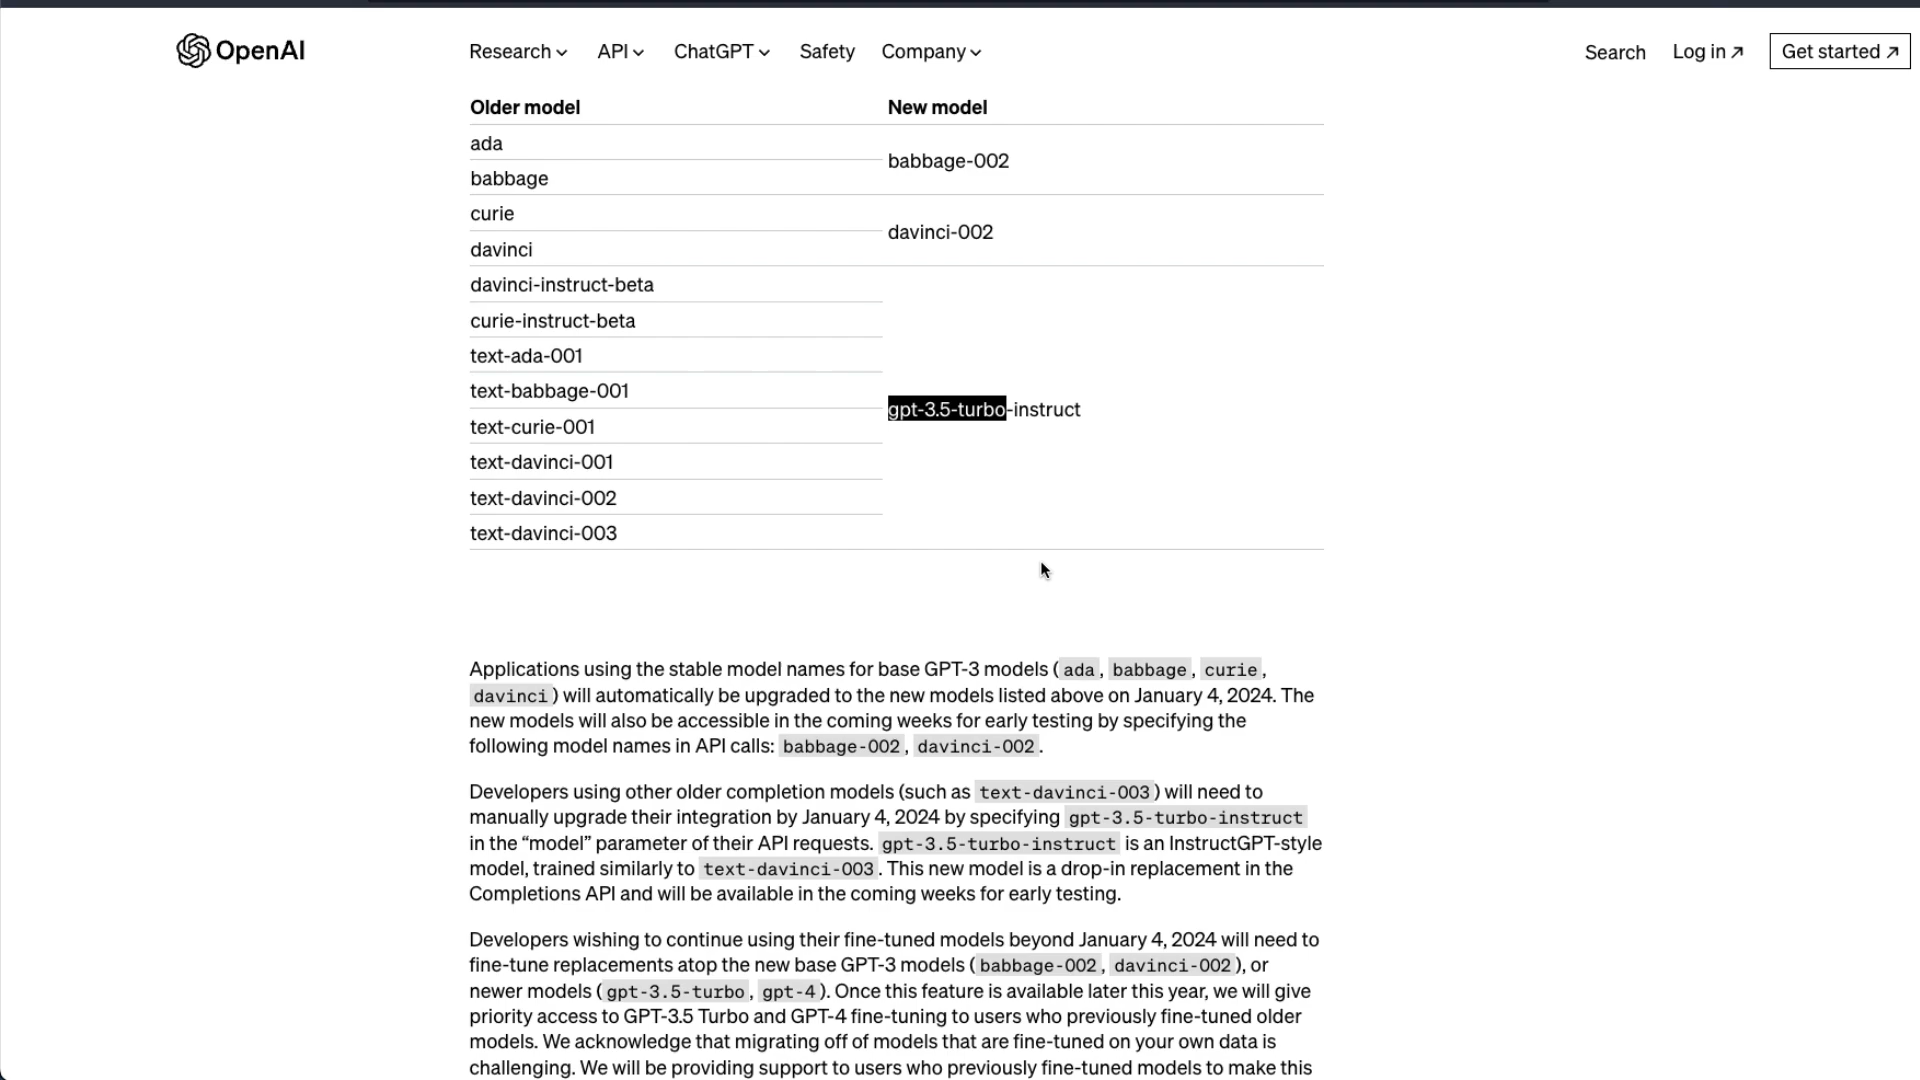 OpenAI
Research API ChatGPT Safety Company Search Log in ↗ Get started ↗
Older model New model
ada
babbage-002
babbage
curie
davinci-002
davinci
davinci-instruct-beta
curie-instruct-beta
text-ada-001
text-babbage-001
gpt-3.5-turbo-instruct
text-curie-001
text-davinci-001
text-davinci-002
text-davinci-003
Applications using the stable model names for base GPT-3 models (ada, babbage, curie,
davinci) will automatically be upgraded to the new models listed above on January 4, 2024. The
new models will also be accessible in the coming weeks for early testing by specifying the
following model names in API calls: babbage-002, davinci-002.
Developers using other older completion models (such as text-davinci-003) will need to
manually upgrade their integration by January 4, 2024 by specifying gpt-3.5-turbo-instruct
in the “model” parameter of their API requests. gpt-3.5-turbo-instruct is an InstructGPT-style
model, trained similarly to text-davinci-003. This new model is a drop-in replacement in the
Completions API and will be available in the coming weeks for early testing.
Developers wishing to continue using their fine-tuned models beyond January 4, 2024 will need to
fine-tune replacements atop the new base GPT-3 models (babbage-002, davinci-002), or
newer models (gpt-3.5-turbo, gpt-4). Once this feature is available later this year, we will give
priority access to GPT-3.5 Turbo and GPT-4 fine-tuning to users who previously fine-tuned older
models. We acknowledge that migrating off of models that are fine-tuned on your own data is
challenging. We will be providing support to users who previously fine-tuned models to make this